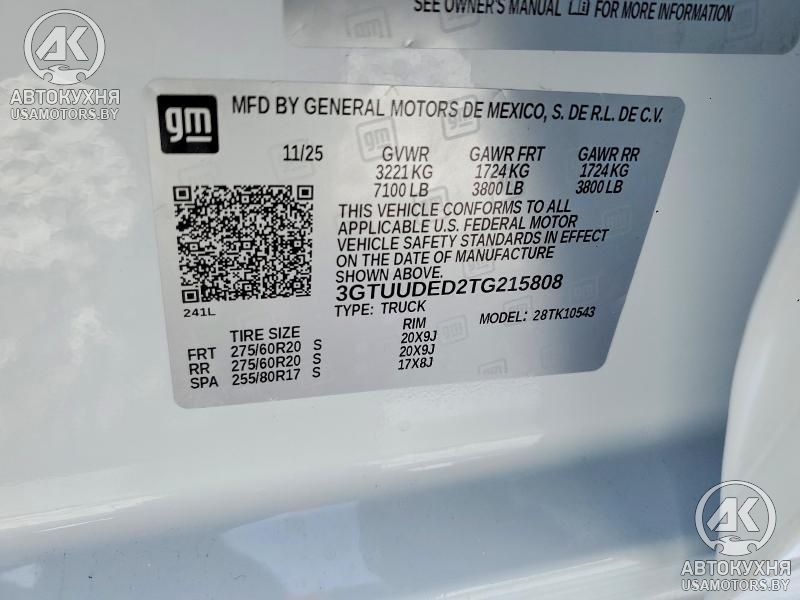 SEE OWNER'S MANUAL FOR MORE INFORMATION
AK
АВТОКУХНЯ
USAMOTORS.BY
gm
MFD BY GENERAL MOTORS DE MEXICO, S. DE R.L. DE C.V.
11/25 GVWR GAWR FRT GAWR RR
3221 KG 1724 KG 1724 KG
7100 LB 3800 LB 3800 LB
THIS VEHICLE CONFORMS TO ALL
APPLICABLE U.S. FEDERAL MOTOR
VEHICLE SAFETY STANDARDS IN EFFECT
ON THE DATE OF MANUFACTURE
SHOWN ABOVE.
3GTUUDED2TG215808
241L
TYPE: TRUCK MODEL: 28TK10543
TIRE SIZE RIM
FRT 275/60R20 S 20X9J
RR 275/60R20 S 20X9J
SPA 255/80R17 S 17X8J
AK
АВТОКУХНЯ
USAMOTORS.BY